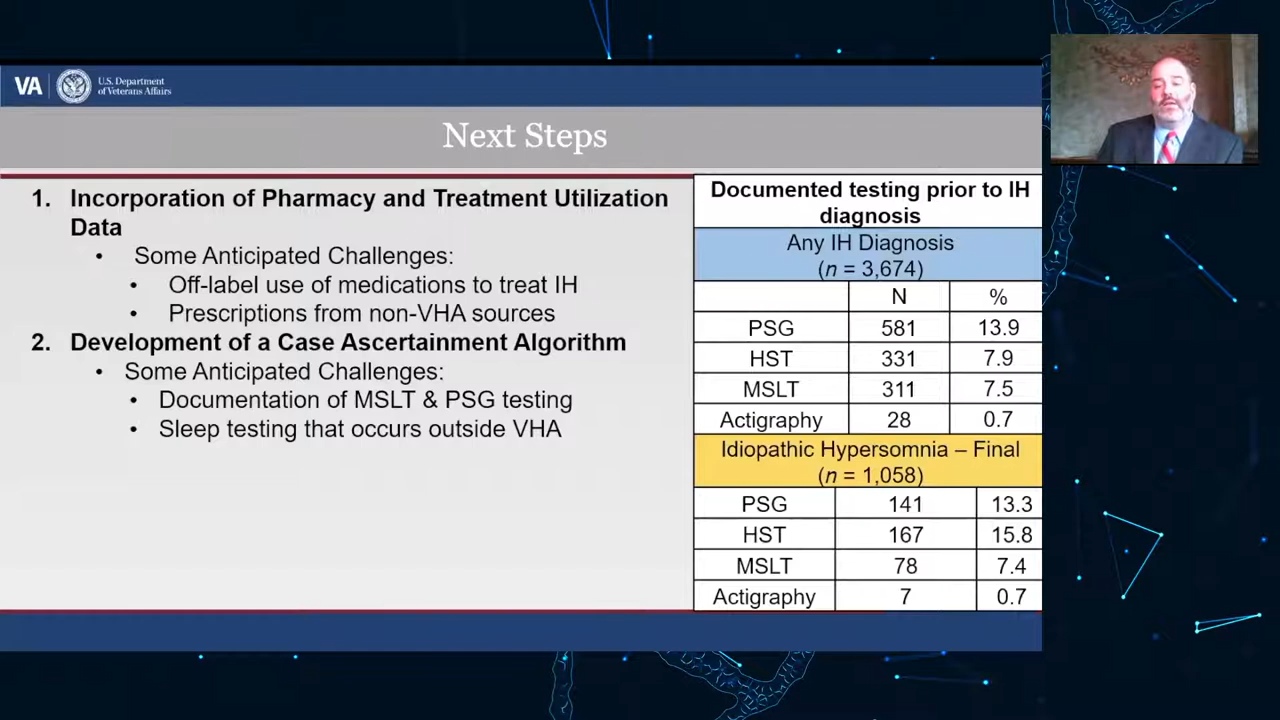 VA
U.S. Department
of Veterans Affairs
Next Steps
1. Incorporation of Pharmacy and Treatment Utilization
Data
• Some Anticipated Challenges:
• Off-label use of medications to treat IH
• Prescriptions from non-VHA sources
2. Development of a Case Ascertainment Algorithm
• Some Anticipated Challenges:
• Documentation of MSLT & PSG testing
• Sleep testing that occurs outside VHA
Documented testing prior to IH
diagnosis
Any IH Diagnosis
(n = 3,674)
N %
PSG 581 13.9
HST 331 7.9
MSLT 311 7.5
Actigraphy 28 0.7
Idiopathic Hypersomnia – Final
(n = 1,058)
PSG 141 13.3
HST 167 15.8
MSLT 78 7.4
Actigraphy 7 0.7